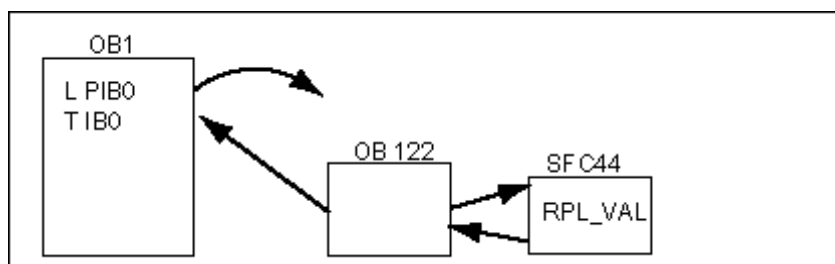 OB1
L PIB0
T IB0
OB 122
SFC44
RPL_VAL